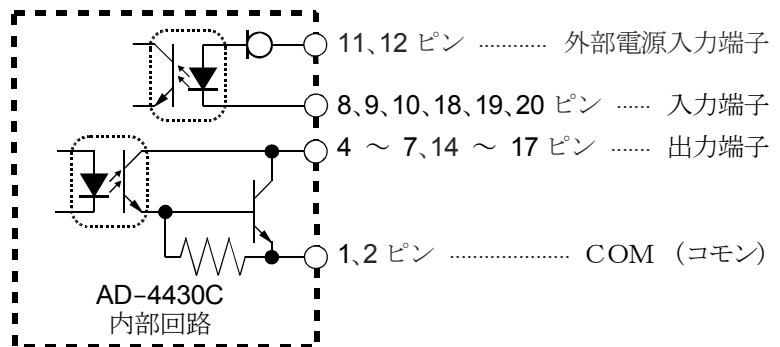 11、12 ピン ………… 外部電源入力端子
8、9、10、18、19、20 ピン …… 入力端子
4 ～ 7、14 ～ 17 ピン ……. 出力端子
1、2 ピン ………………… COM （コモン）
AD-4430C
内部回路